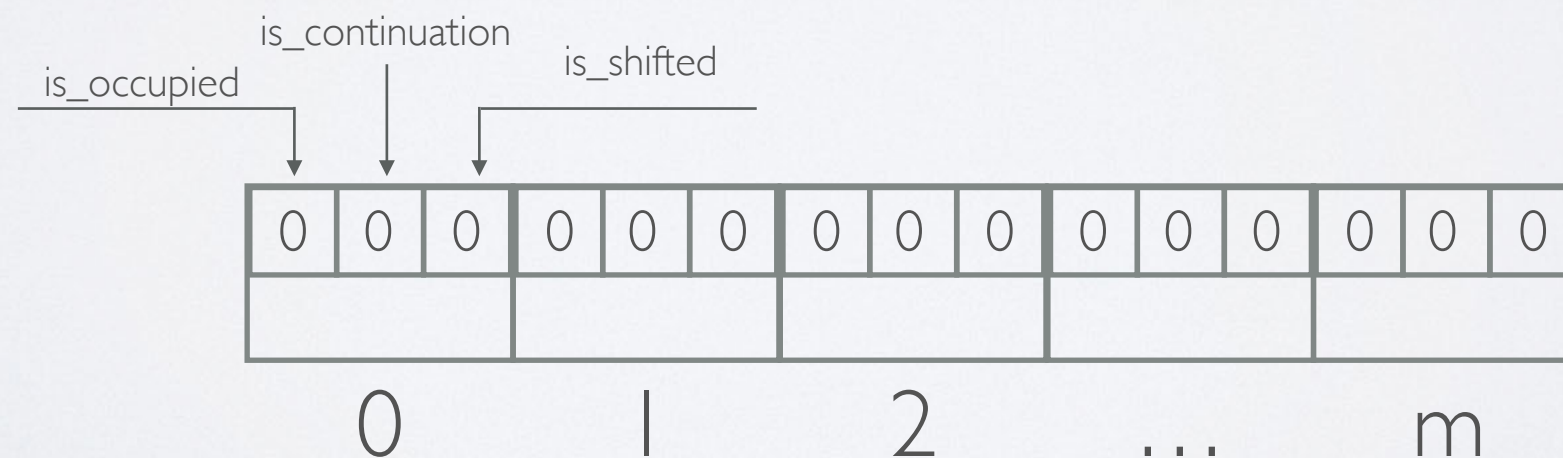 is_continuation
is_shifted
is_occupied
0 0 0 0 0 0 0 0 0 0 0 0 0 0 0
0 1 2 ... m